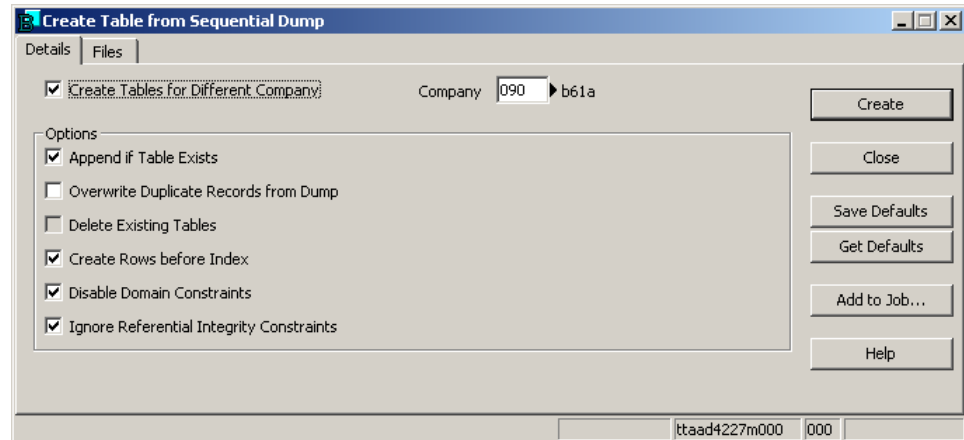 B Create Table from Sequential Dump
Details Files
Create Tables for Different Company Company 090 b61a
Create
Options
Append if Table Exists
Close
Overwrite Duplicate Records from Dump
Save Defaults
Delete Existing Tables
Get Defaults
Create Rows before Index
Disable Domain Constraints
Add to Job...
Ignore Referential Integrity Constraints
Help
ttaad4227m000 000